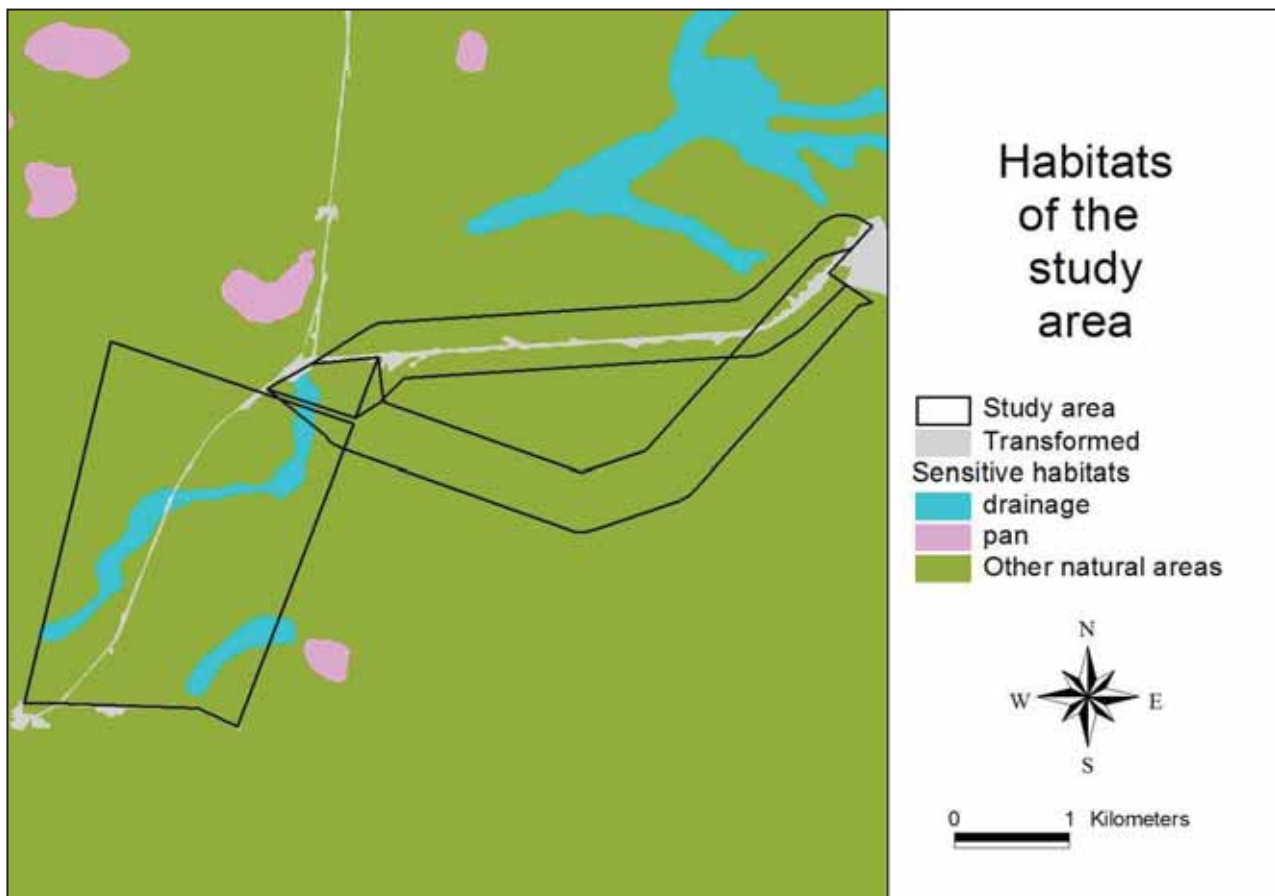 Habitats
of the
study
area
Study area
Transformed
Sensitive habitats
drainage
pan
Other natural areas
N
W E
S
0 1 Kilometers